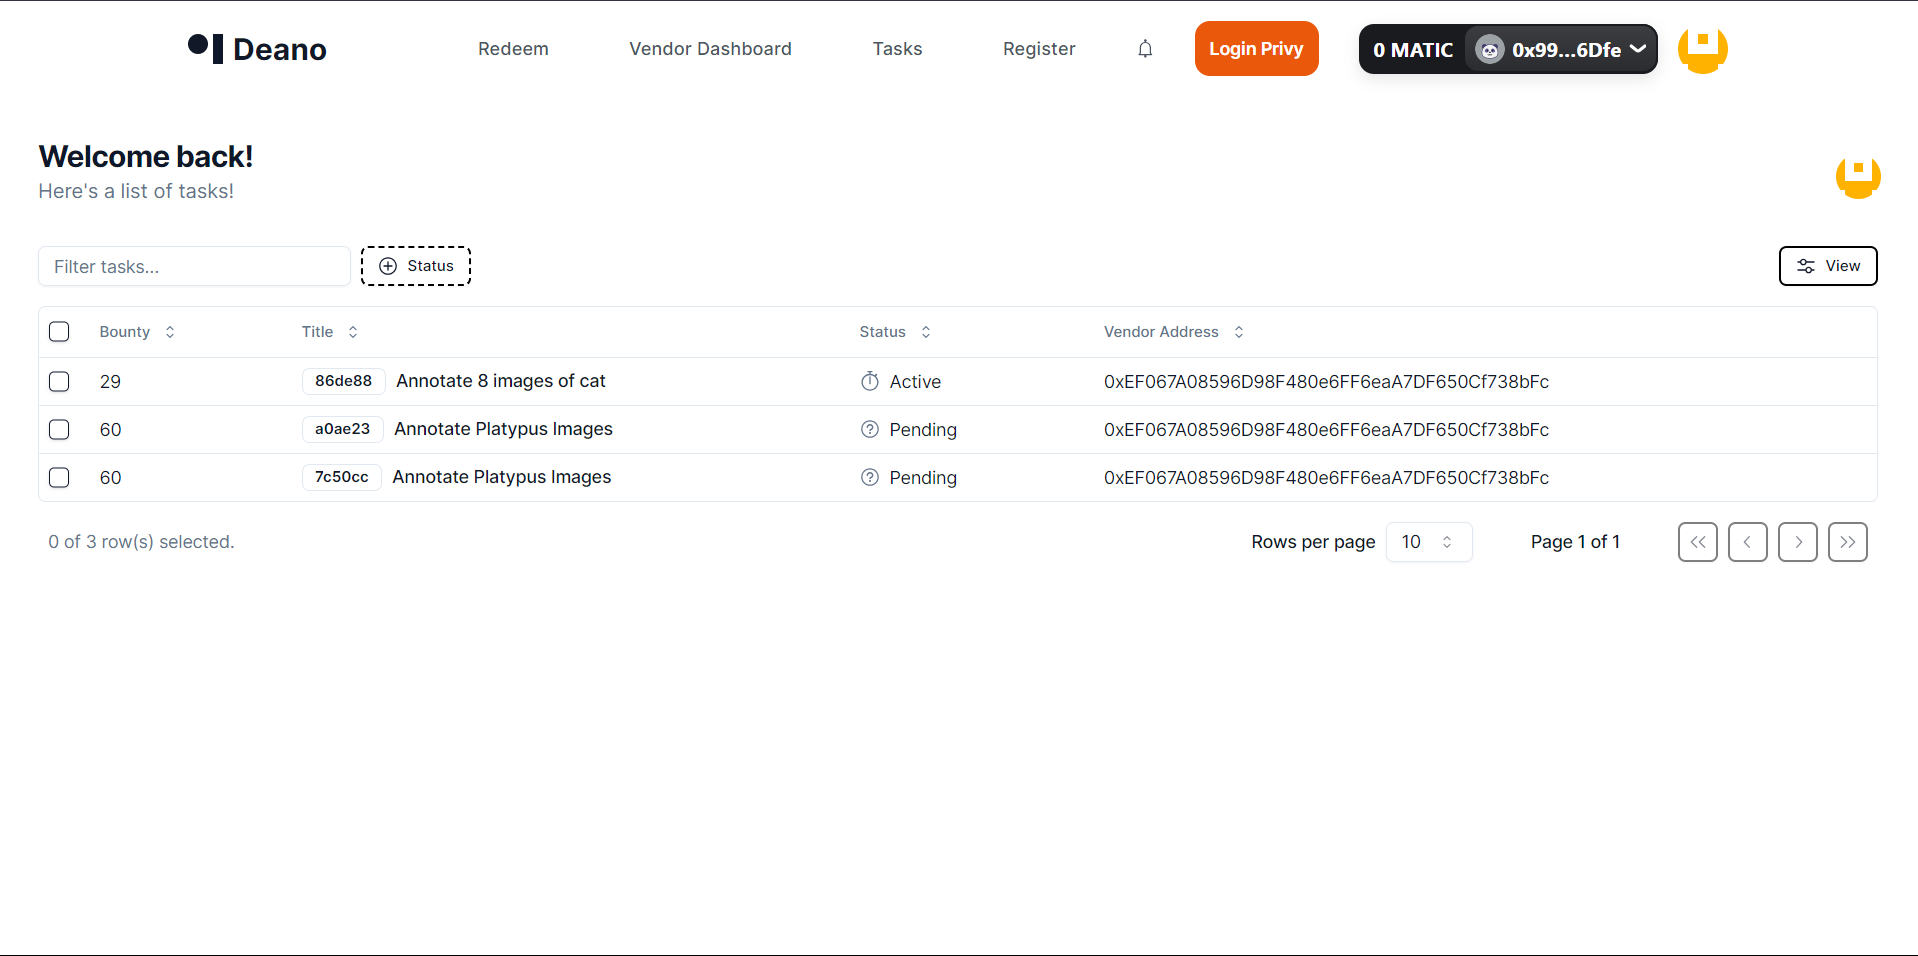 Deano
Redeem
Vendor Dashboard
Tasks
Register
Login Privy
0 MATIC
0x99...6Dfe
Welcome back!
Here's a list of tasks!
Filter tasks...
Status
View
Bounty Title Status Vendor Address
29 86de88 Annotate 8 images of cat Active 0xEF067A08596D98F480e6FF6eaA7DF650Cf738bFc
60 a0ae23 Annotate Platypus Images Pending 0xEF067A08596D98F480e6FF6eaA7DF650Cf738bFc
60 7c50cc Annotate Platypus Images Pending 0xEF067A08596D98F480e6FF6eaA7DF650Cf738bFc
0 of 3 row(s) selected.
Rows per page 10
Page 1 of 1